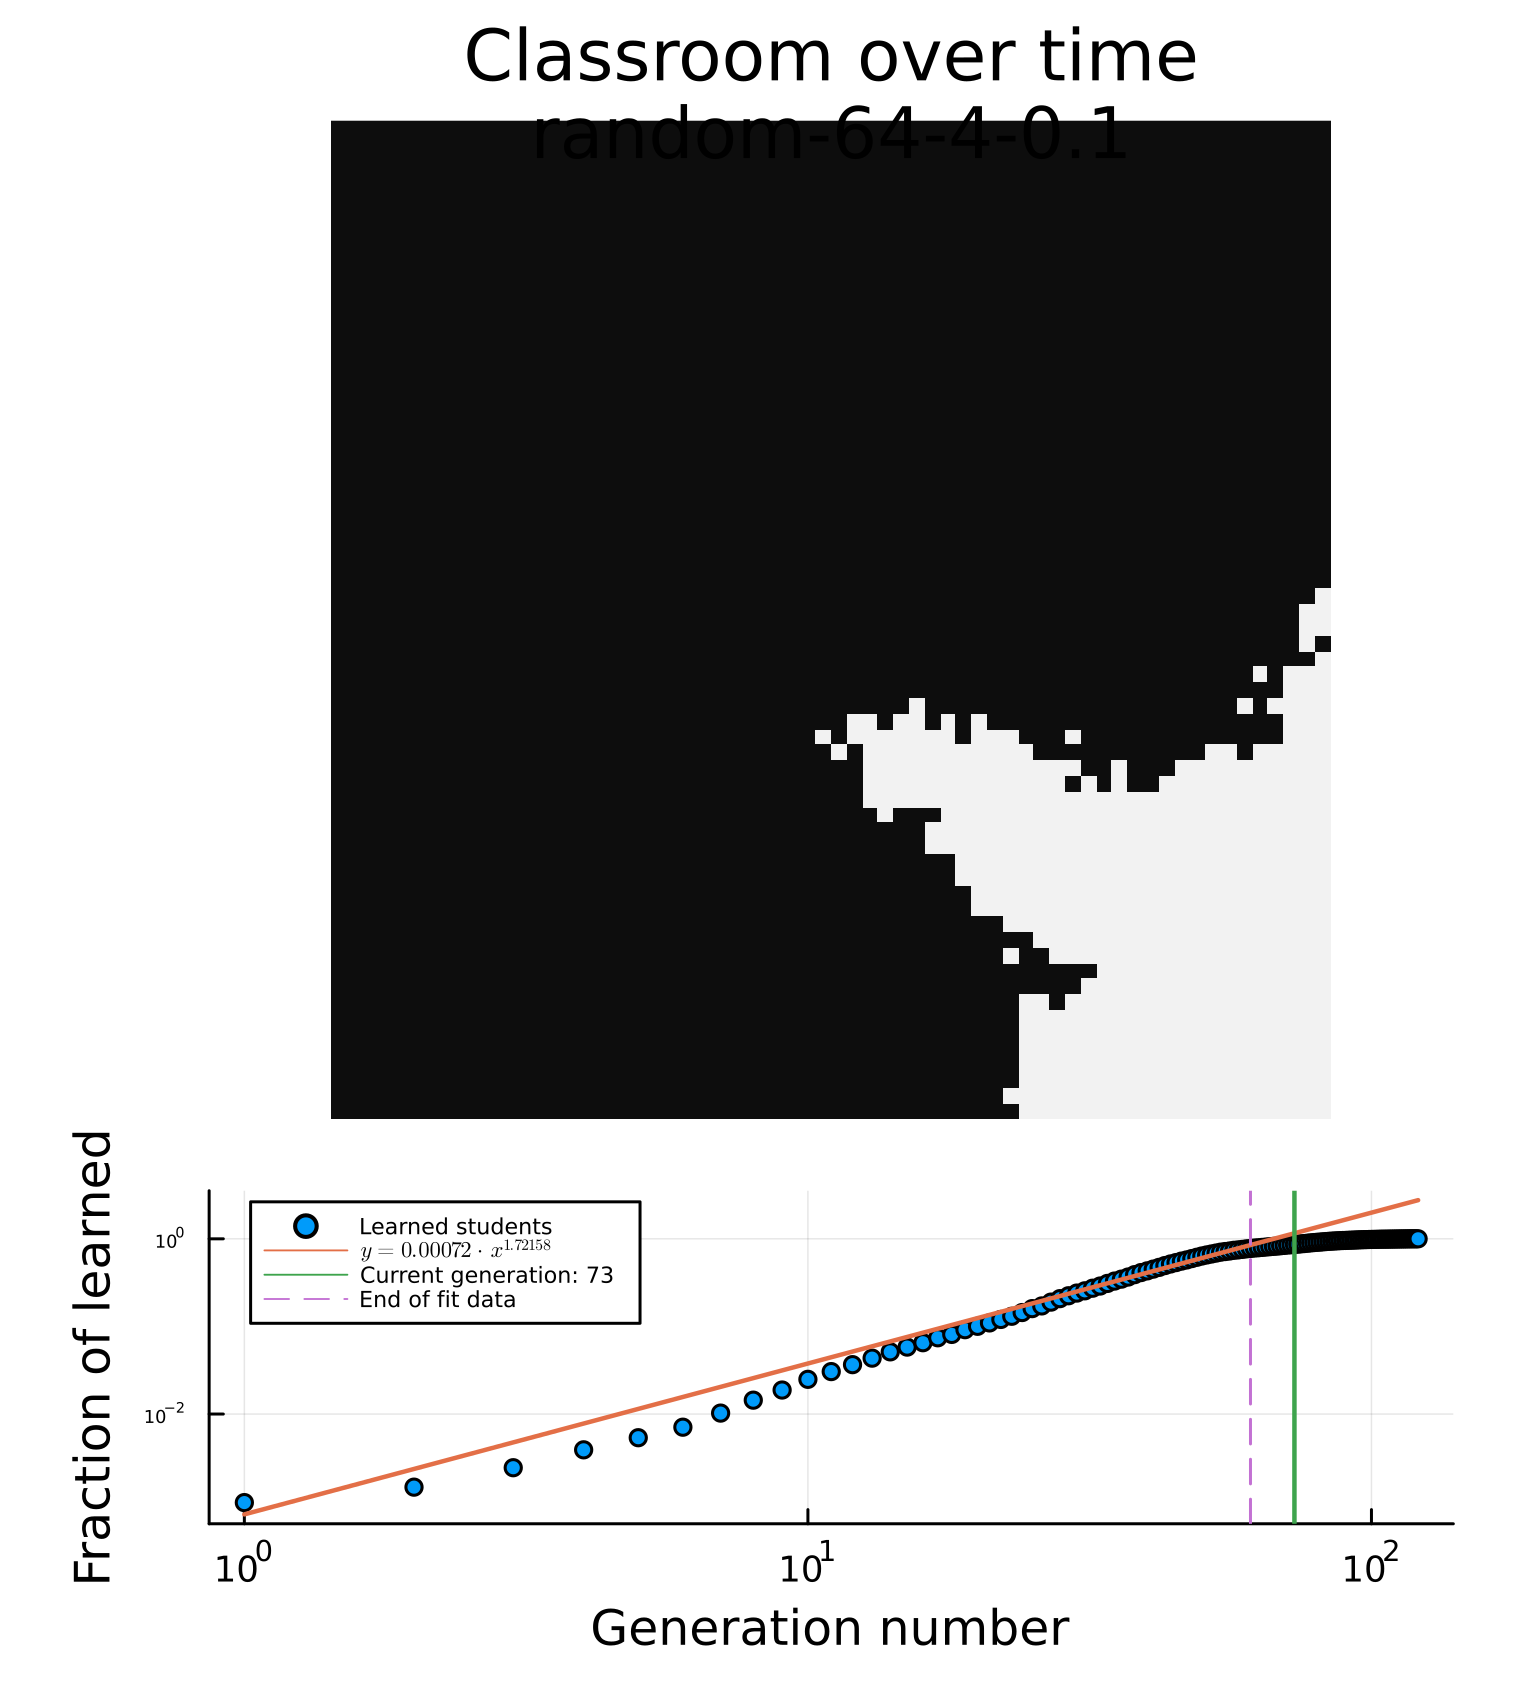 Classroom over time
random-64-4-0.1
Fraction of learned
10^0
10^-2
Learned students
y = 0.00072 · x^1.72158
Current generation: 73
End of fit data
10^0
10^1
10^2
Generation number